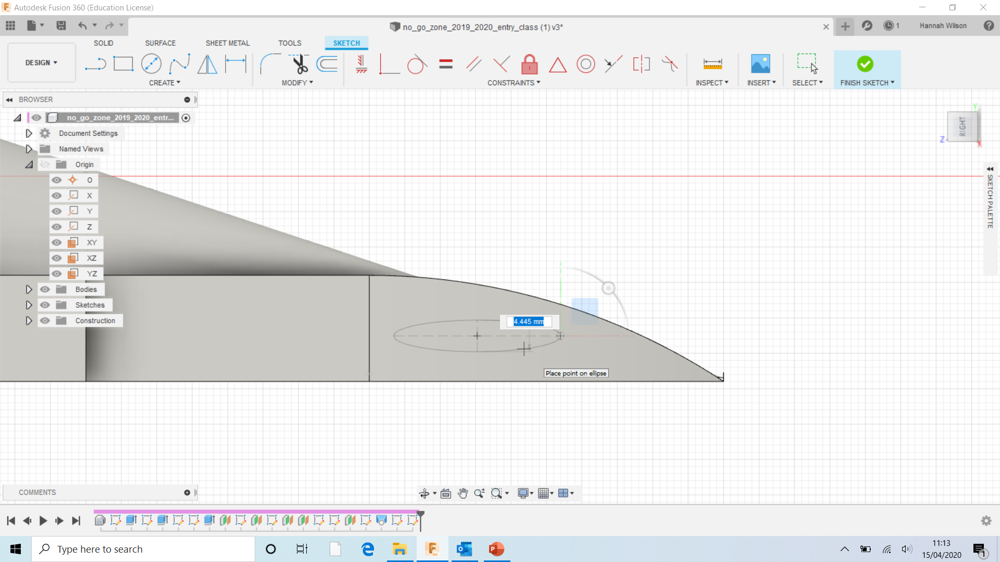 Autodesk Fusion 360 (Education License)
no_go_zone_2019_2020_entry_class (1) v3*
1
Hannah Wilson
DESIGN
SOLID
SURFACE
SHEET METAL
TOOLS
SKETCH
CREATE
MODIFY
CONSTRAINTS
INSPECT
INSERT
SELECT
FINISH SKETCH
BROWSER
no_go_zone_2019_2020_entr...
Document Settings
Named Views
Origin
O
X
Y
Z
XY
XZ
YZ
Bodies
Sketches
Construction
Y
RIGHT
Z
X
SKETCH PALETTE
4.445 mm
Place point on ellipse
COMMENTS
Type here to search
11:13
15/04/2020
1